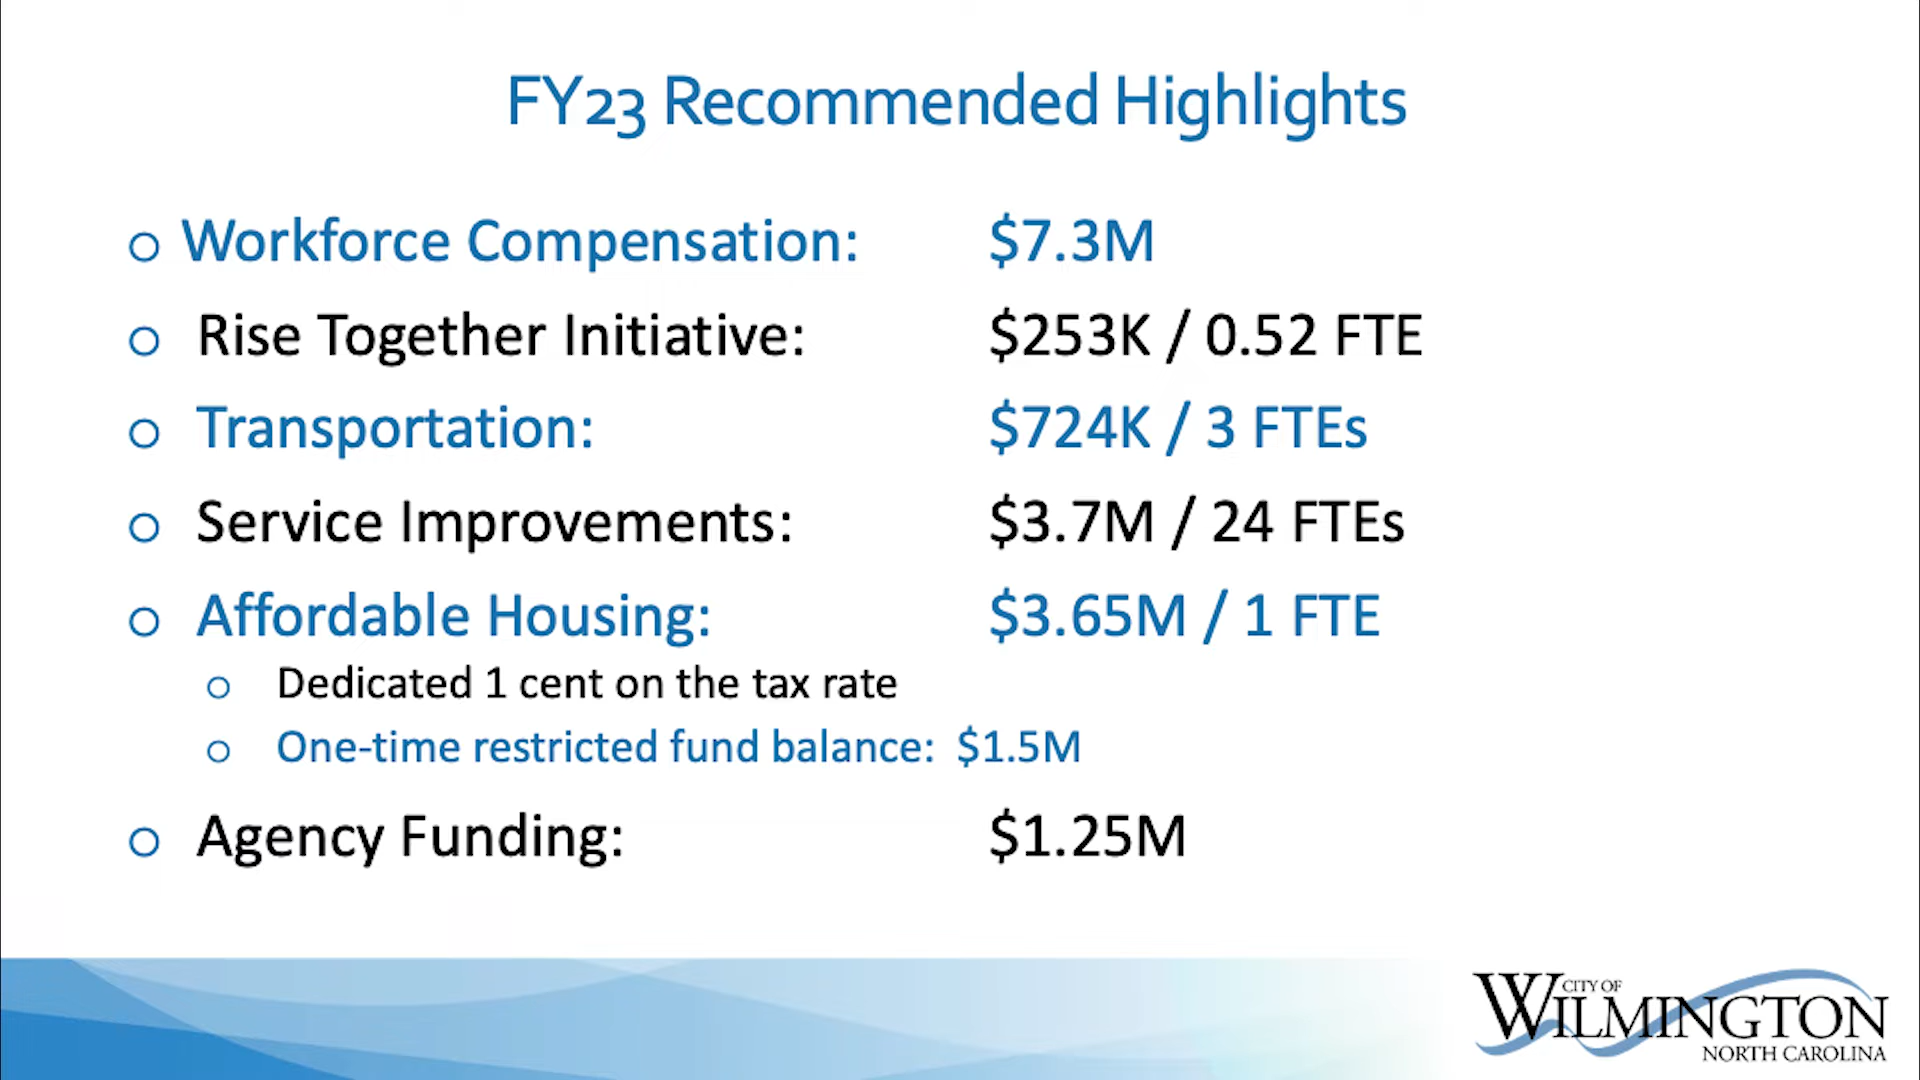 FY23 Recommended Highlights
Workforce Compensation: $7.3M
Rise Together Initiative: $253K / 0.52 FTE
Transportation: $724K / 3 FTEs
Service Improvements: $3.7M / 24 FTEs
Affordable Housing: $3.65M / 1 FTE
Dedicated 1 cent on the tax rate
One-time restricted fund balance: $1.5M
Agency Funding: $1.25M
CITY OF
WILMINGTON
NORTH CAROLINA